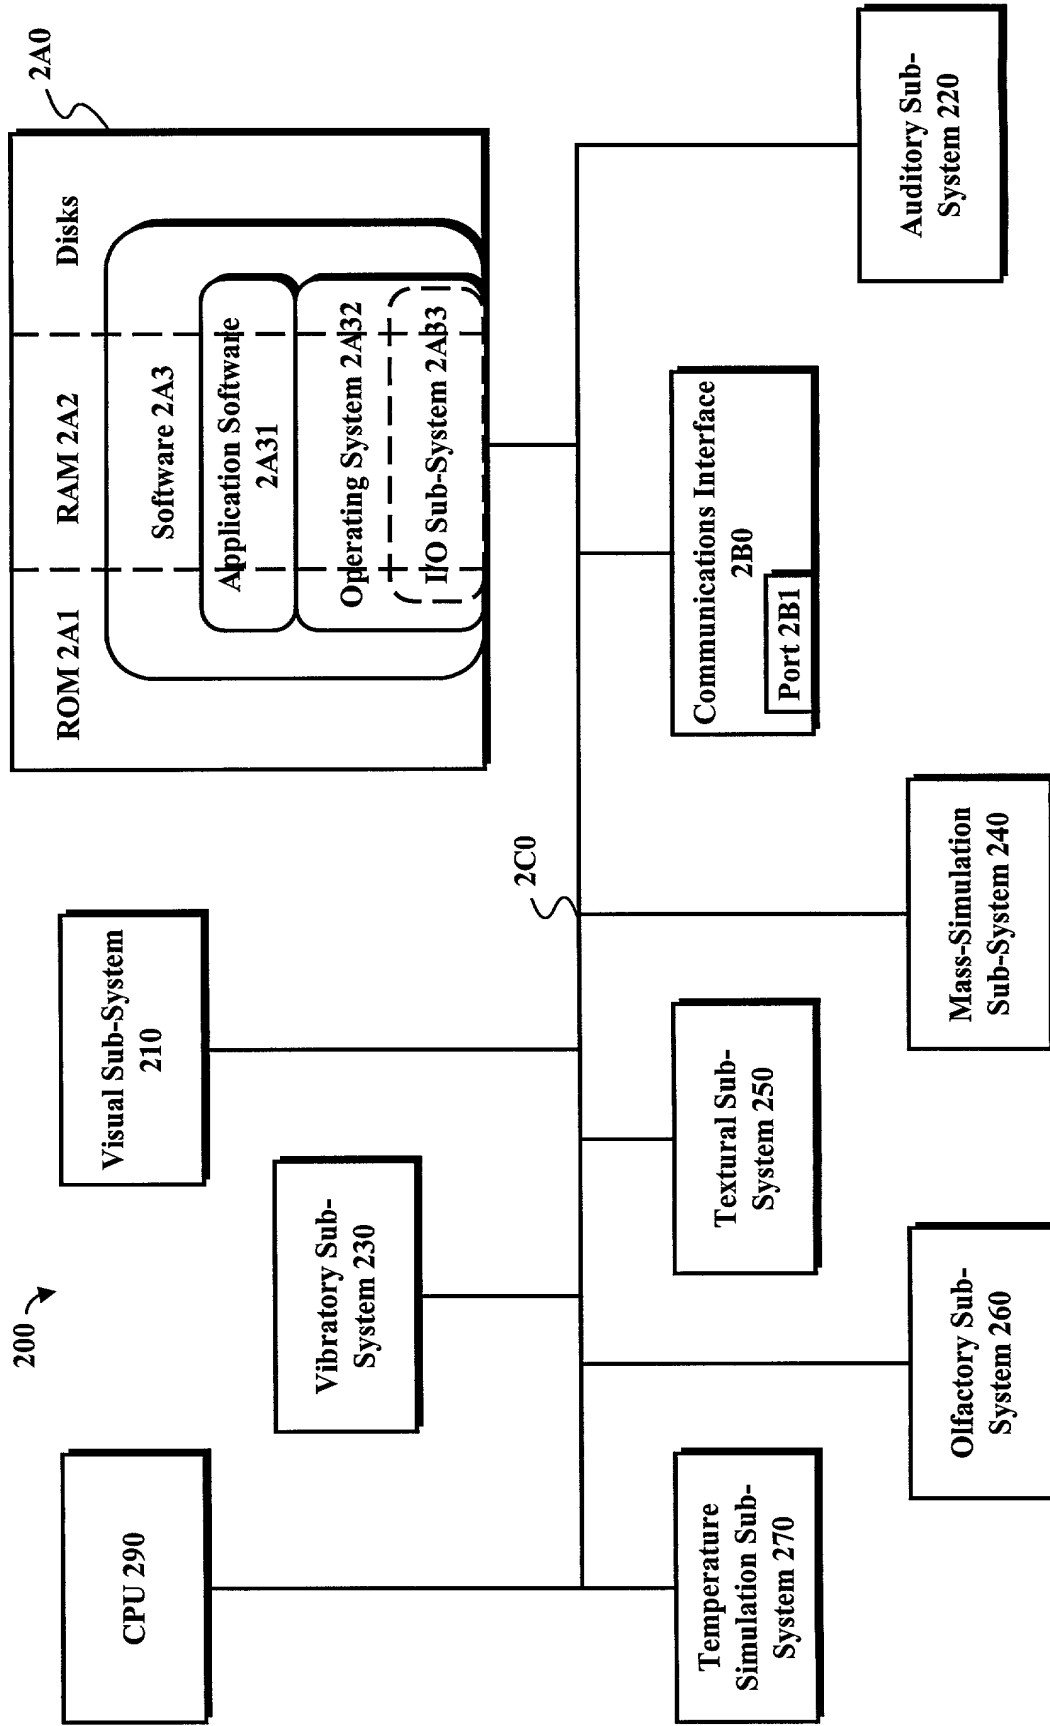 200
CPU 290
Visual Sub-System
210
ROM 2A1
RAM 2A2
Disks
2A0
Software 2A3
Application Software
2A31
Operating System 2A32
I/O Sub-System 2A33
Vibratory Sub-
System 230
2C0
Temperature
Simulation Sub-
System 270
Textural Sub-
System 250
Communications Interface
2B0
Port 2B1
Auditory Sub-
System 220
Olfactory Sub-
System 260
Mass-Simulation
Sub-System 240